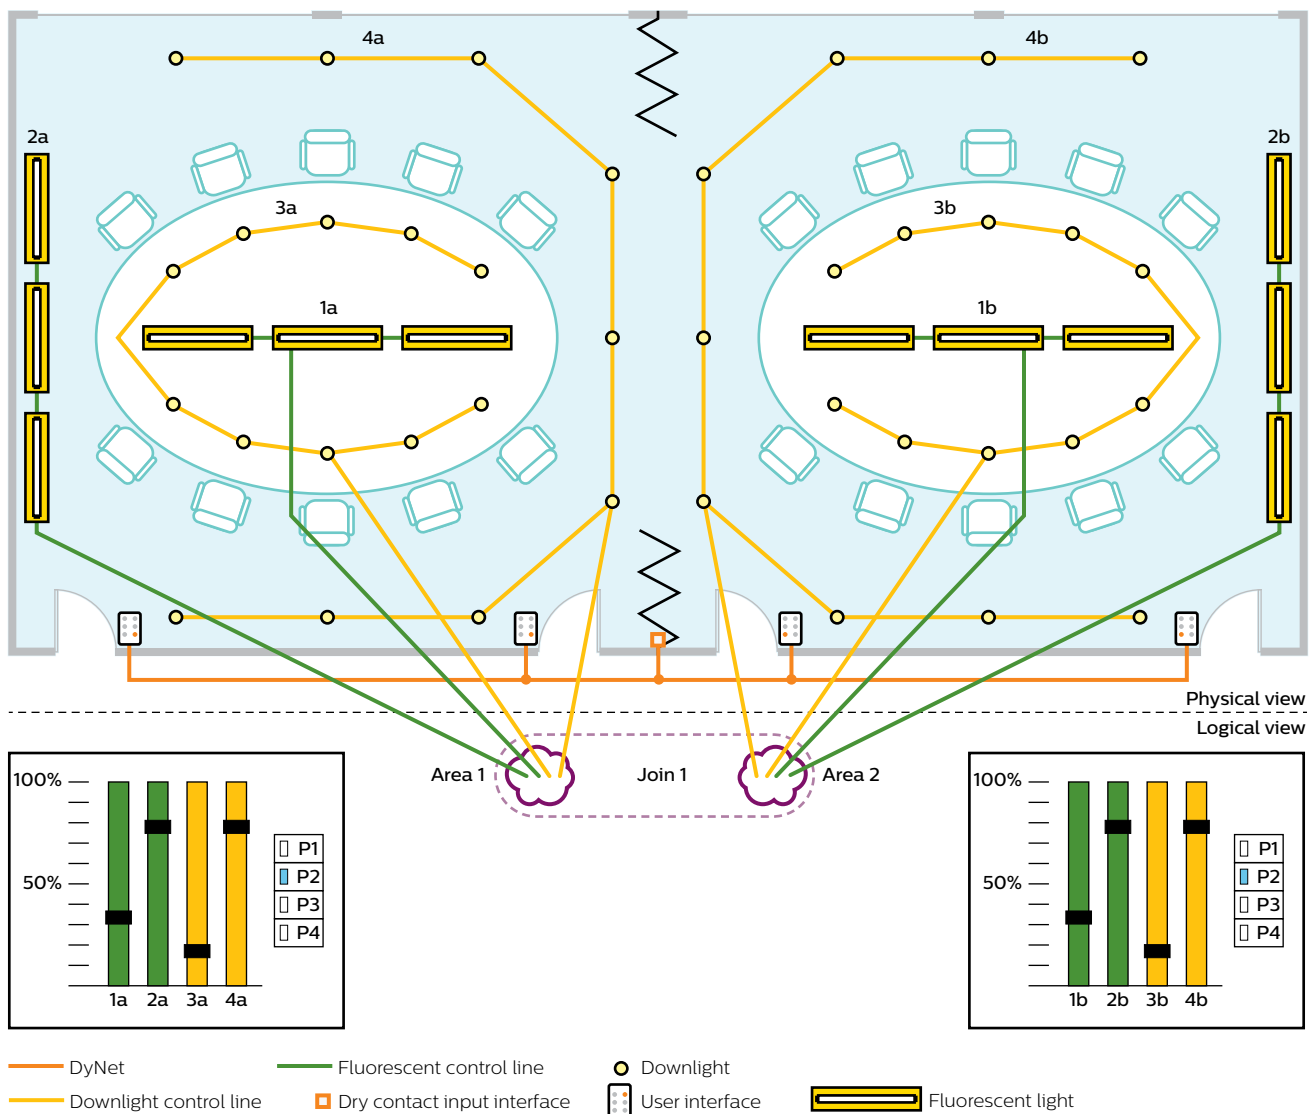 4a
4b
2a
2b
3a
3b
1a
1b
Physical view
Logical view
Area 1
Join 1
Area 2
100%
50%
P1
P2
P3
P4
1a 2a 3a 4a
100%
50%
P1
P2
P3
P4
1b 2b 3b 4b
DyNet
Fluorescent control line
Downlight
Downlight control line
Dry contact input interface
User interface
Fluorescent light